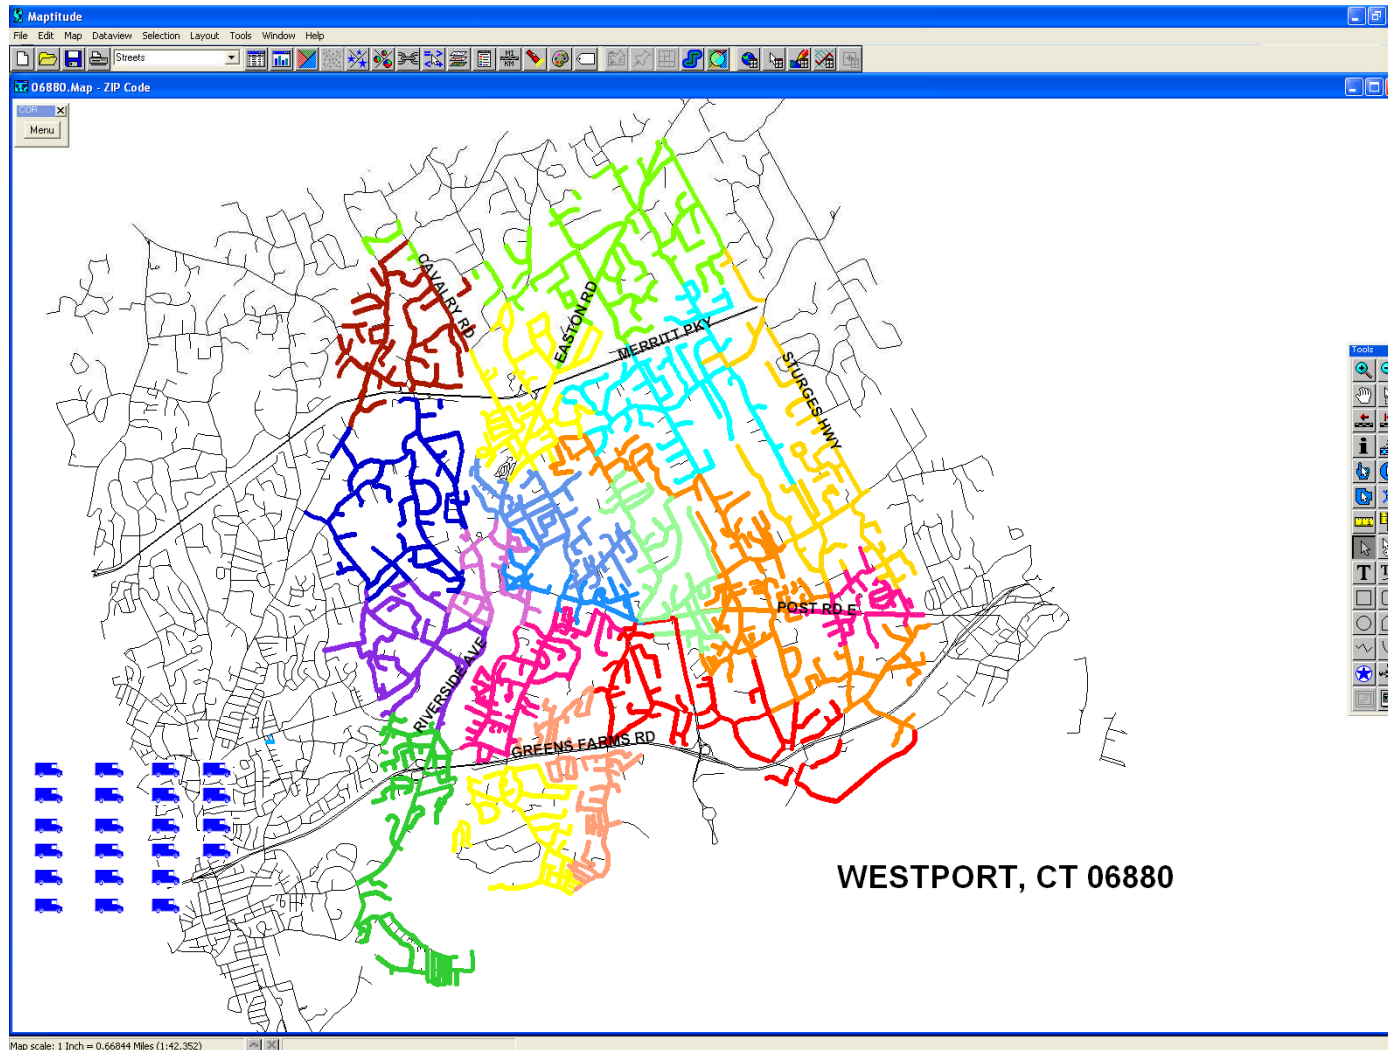 Maptitude
File Edit Map Dataview Selection Layout Tools Window Help
Streets
MI
KM
06880.Map - ZIP Code
Menu
CAVALRY RD
EASTON RD
MERRITT PKY
STURGES HWY
Tools
POST RD E
RIVERSIDE AVE
GREENS FARMS RD
WESTPORT, CT 06880
Map scale: 1 Inch = 0.66844 Miles (1:42,352)